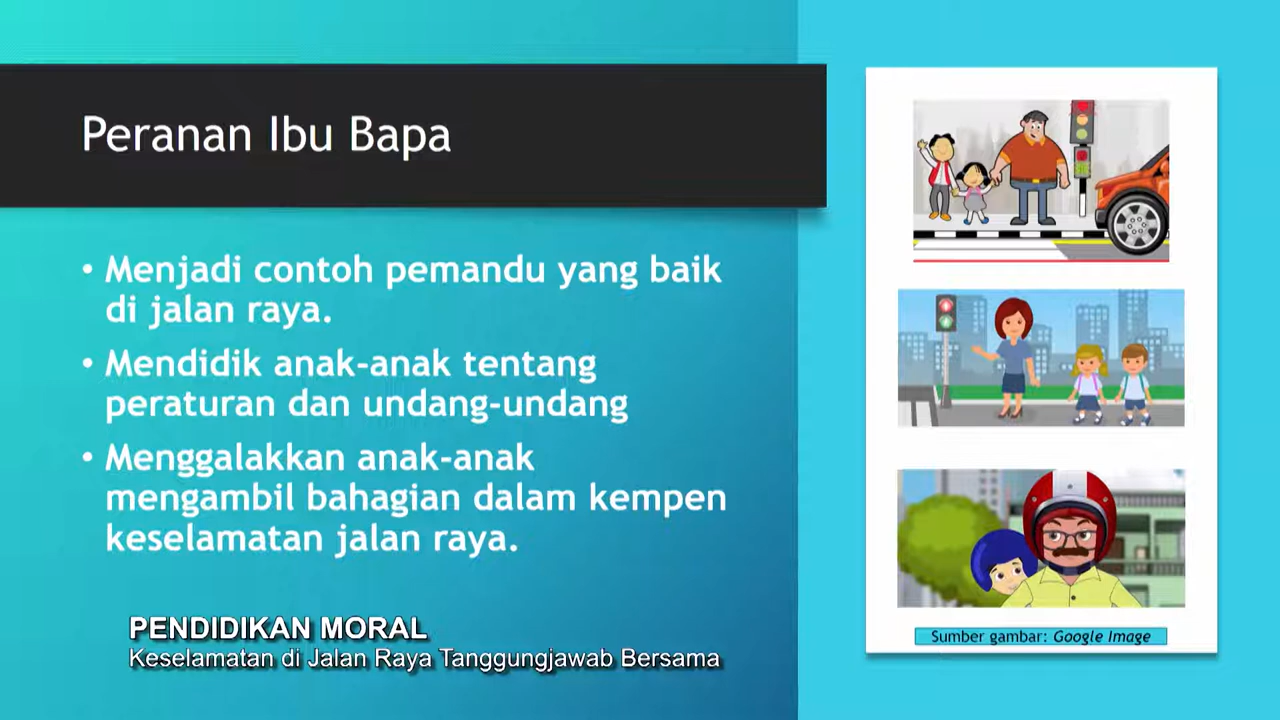 Peranan Ibu Bapa
• Menjadi contoh pemandu yang baik
di jalan raya.
• Mendidik anak-anak tentang
peraturan dan undang-undang
• Menggalakkan anak-anak
mengambil bahagian dalam kempen
keselamatan jalan raya.
PENDIDIKAN MORAL
Keselamatan di Jalan Raya Tanggungjawab Bersama
Sumber gambar: Google Image